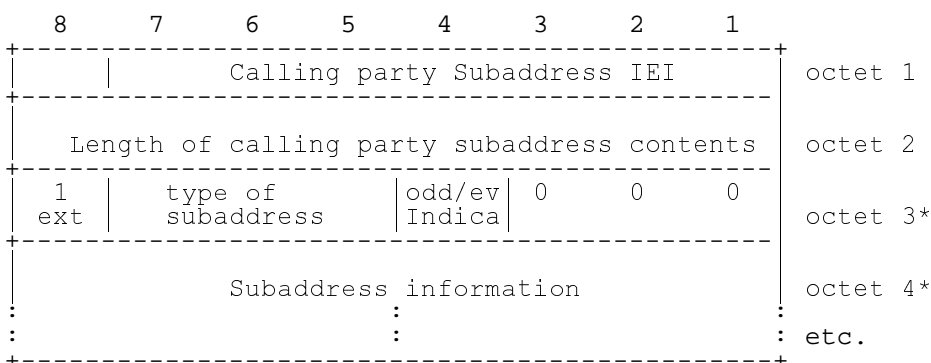 8 7 6 5 4 3 2 1
Calling party Subaddress IEI octet 1
Length of calling party subaddress contents octet 2
1 type of odd/ev 0 0 0
ext subaddress Indica octet 3*
Subaddress information octet 4*
: : :
: : : etc.